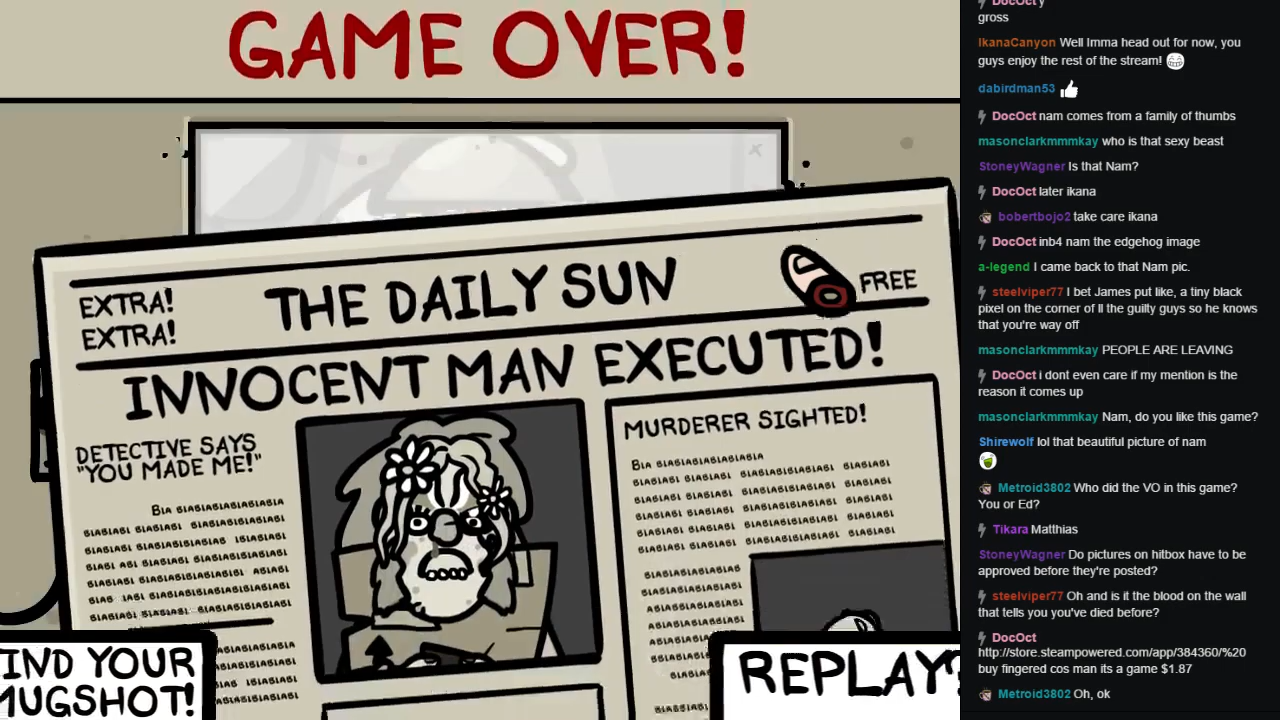 GAME OVER!
EXTRA!
EXTRA!
THE DAILY SUN
FREE
INNOCENT MAN EXECUTED!
DETECTIVE SAYS
"YOU MADE ME!"
MURDERER SIGHTED!
IND YOUR
MUGSHOT!
REPLAY?
DocOct y
gross
IkanaCanyon Well Imma head out for now, you
guys enjoy the rest of the stream!
dabirdman53
DocOct nam comes from a family of thumbs
masonclarkmmmkay who is that sexy beast
StoneyWagner Is that Nam?
DocOct later ikana
bobertbojo2 take care ikana
DocOct inb4 nam the edgehog image
a-legend I came back to that Nam pic.
steelviper77 I bet James put like, a tiny black
pixel on the corner of ll the guilty guys so he knows
that you're way off
masonclarkmmmkay PEOPLE ARE LEAVING
DocOct i dont even care if my mention is the
reason it comes up
masonclarkmmmkay Nam, do you like this game?
Shirewolf lol that beautiful picture of nam
Metroid3802 Who did the VO in this game?
You or Ed?
Tikara Matthias
StoneyWagner Do pictures on hitbox have to be
approved before they're posted?
steelviper77 Oh and is it the blood on the wall
that tells you you've died before?
DocOct
http://store.steampowered.com/app/384360/%20
buy fingered cos man its a game $1.87
Metroid3802 Oh, ok